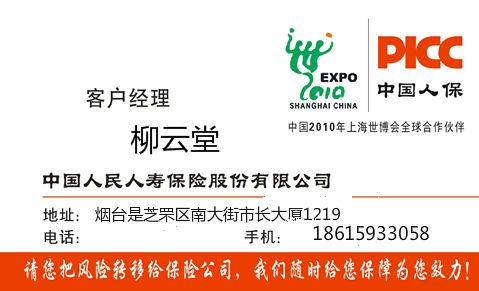 EXPO
2010
SHANGHAI CHINA
PICC
中国人保
中国2010年上海世博会全球合作伙伴
客户经理
柳云堂
中国人民人寿保险股份有限公司
地址: 烟台是芝罘区南大街市长大厦1219
电话: 手机: 18615933058
请您把风险转移给保险公司，我们随时给您保障为您效力!